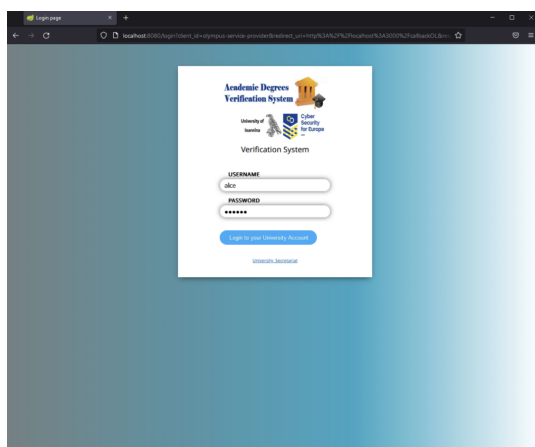 Login page
localhost:8080/login?client_id=olympus-service-provider&redirect_uri=http%3A%2F%2Flocalhost%3A3000%2FcallbackOL&
Academic Degrees
Verification System
University of
Ioannina
Cyber
Security
for Europe
Verification System
USERNAME
alice
PASSWORD
••••••
Login to your University Account
University Secretariat